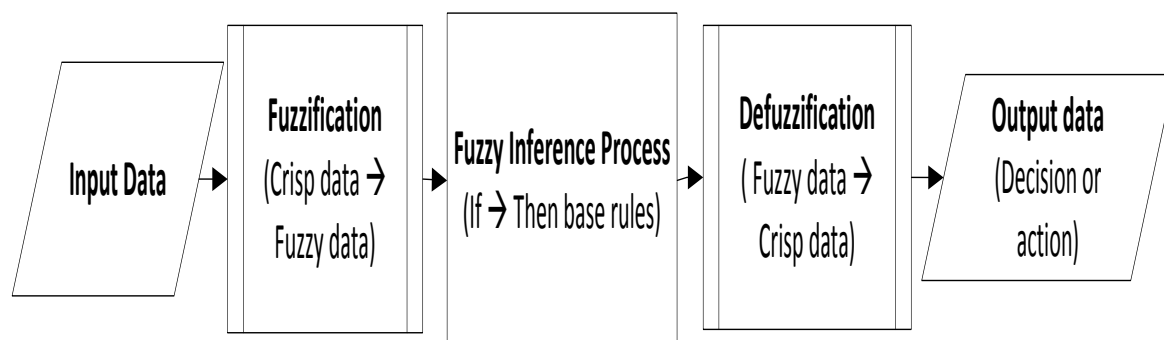 Input Data
Fuzzification
(Crisp data →
Fuzzy data)
Fuzzy Inference Process
(If → Then base rules)
Defuzzification
( Fuzzy data →
Crisp data)
Output data
(Decision or
action)